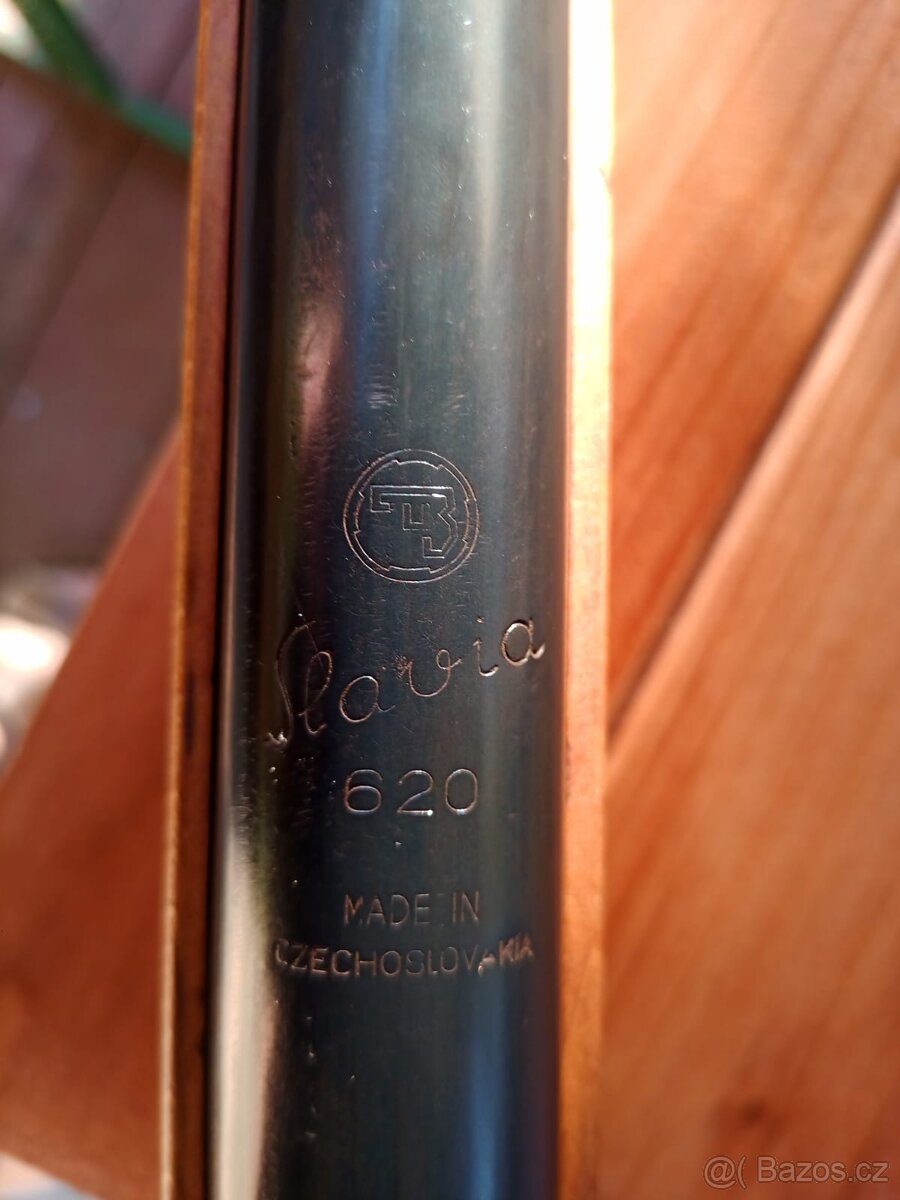 Slavia
620
MADE IN
CZECHOSLOVAKIA
@( Bazos.cz